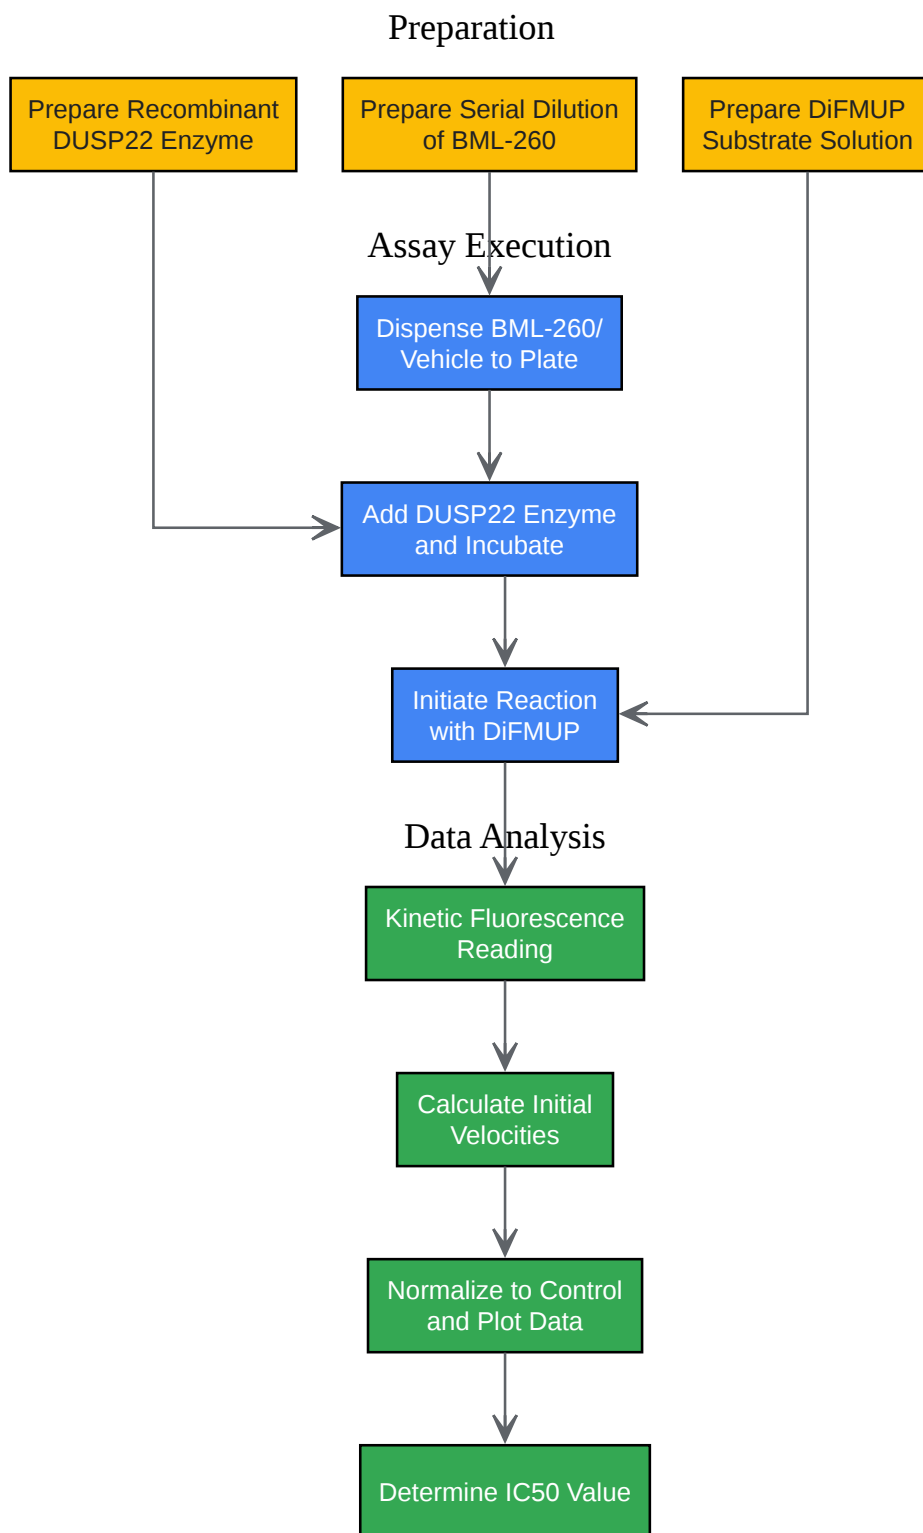 Preparation
Prepare Recombinant
DUSP22 Enzyme
Prepare Serial Dilution
of BML-260
Prepare DiFMUP
Substrate Solution
Assay Execution
Dispense BML-260/
Vehicle to Plate
Add DUSP22 Enzyme
and Incubate
Initiate Reaction
with DiFMUP
Data Analysis
Kinetic Fluorescence
Reading
Calculate Initial
Velocities
Normalize to Control
and Plot Data
Determine IC50 Value